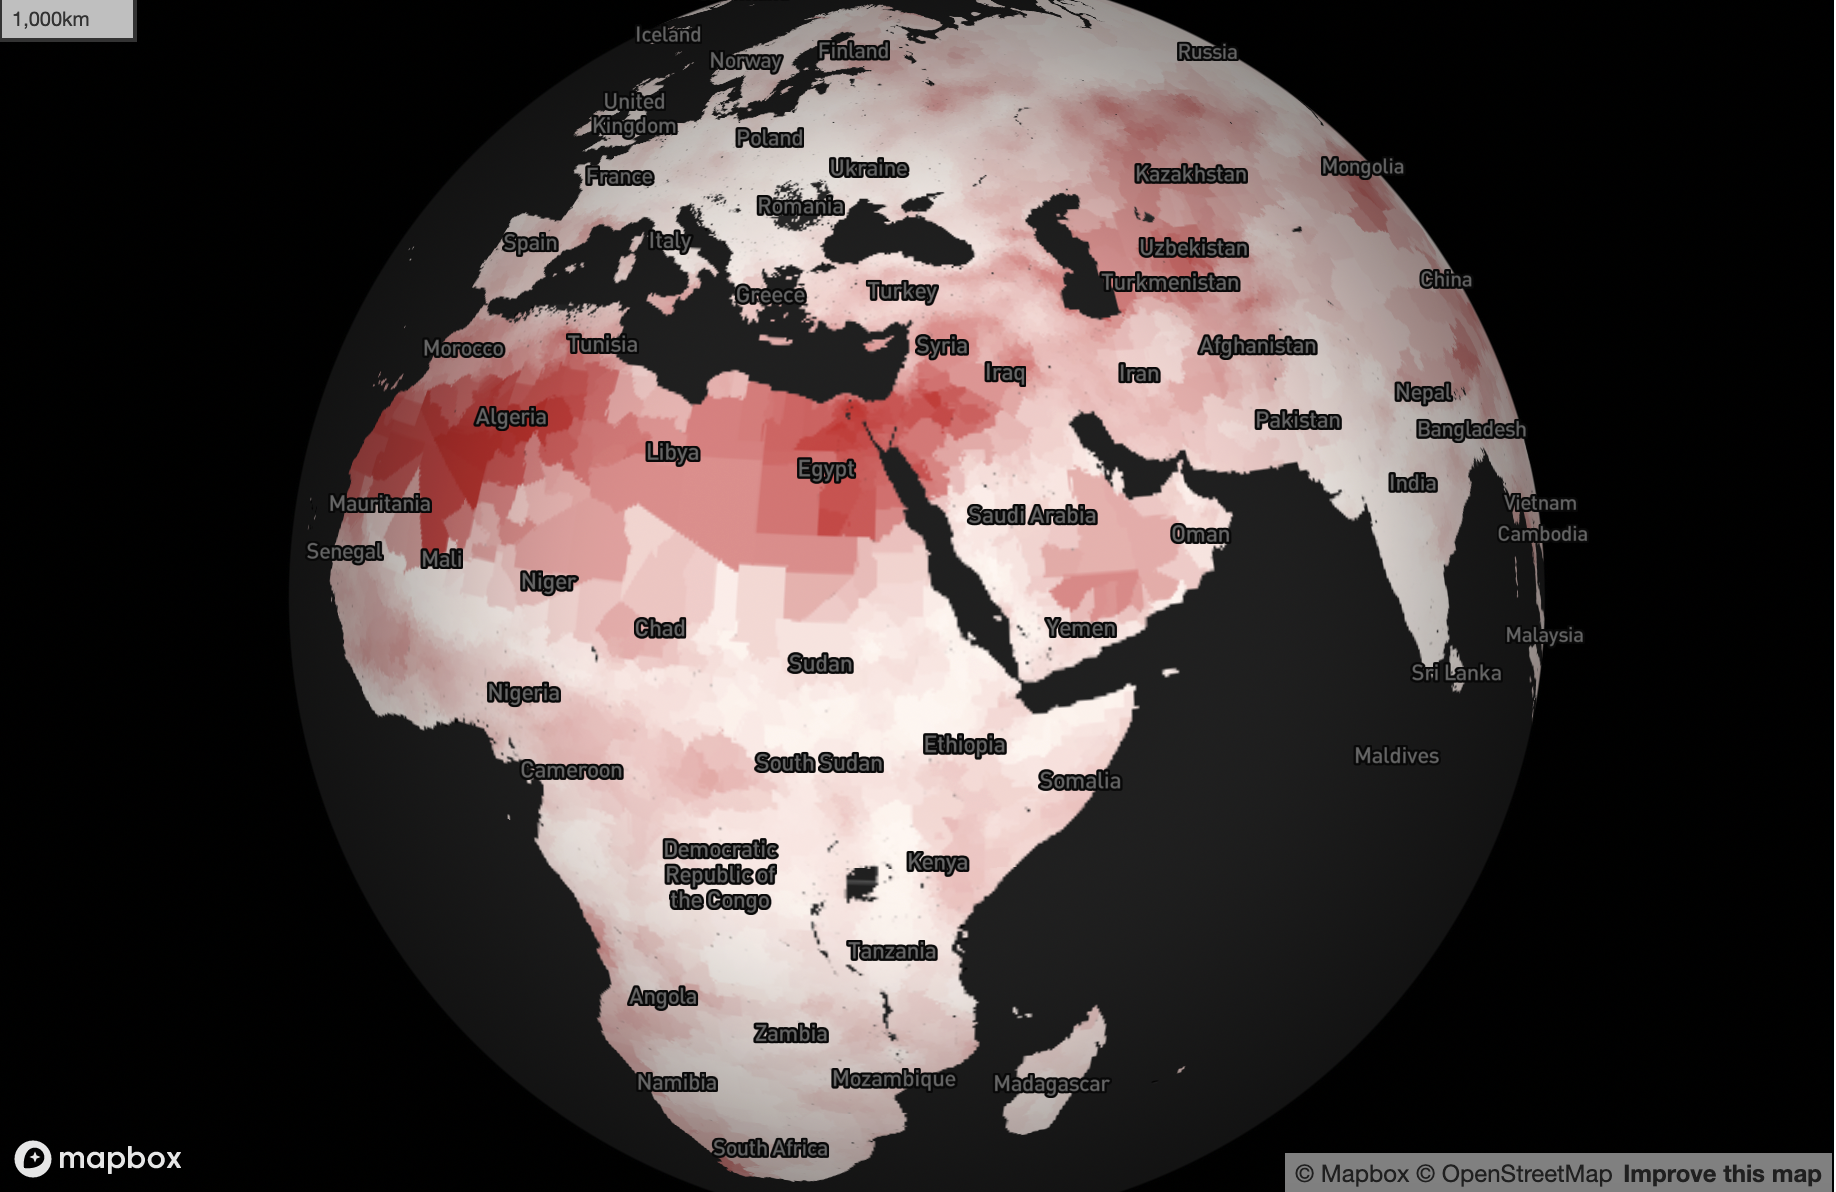 1,000km
Iceland
Norway
Finland
Russia
United
Kingdom
Poland
Ukraine
France
Kazakhstan
Mongolia
Romania
Spain
Italy
Uzbekistan
Turkmenistan
China
Greece
Turkey
Morocco
Tunisia
Syria
Iraq
Iran
Afghanistan
Nepal
Algeria
Pakistan
Bangladesh
Libya
Egypt
India
Mauritania
Saudi Arabia
Vietnam
Oman
Cambodia
Senegal
Mali
Niger
Chad
Yemen
Malaysia
Sudan
Sri Lanka
Nigeria
Ethiopia
Maldives
Cameroon
South Sudan
Somalia
Democratic
Republic of
the Congo
Kenya
Tanzania
Angola
Zambia
Namibia
Mozambique
Madagascar
South Africa
mapbox
© Mapbox © OpenStreetMap Improve this map